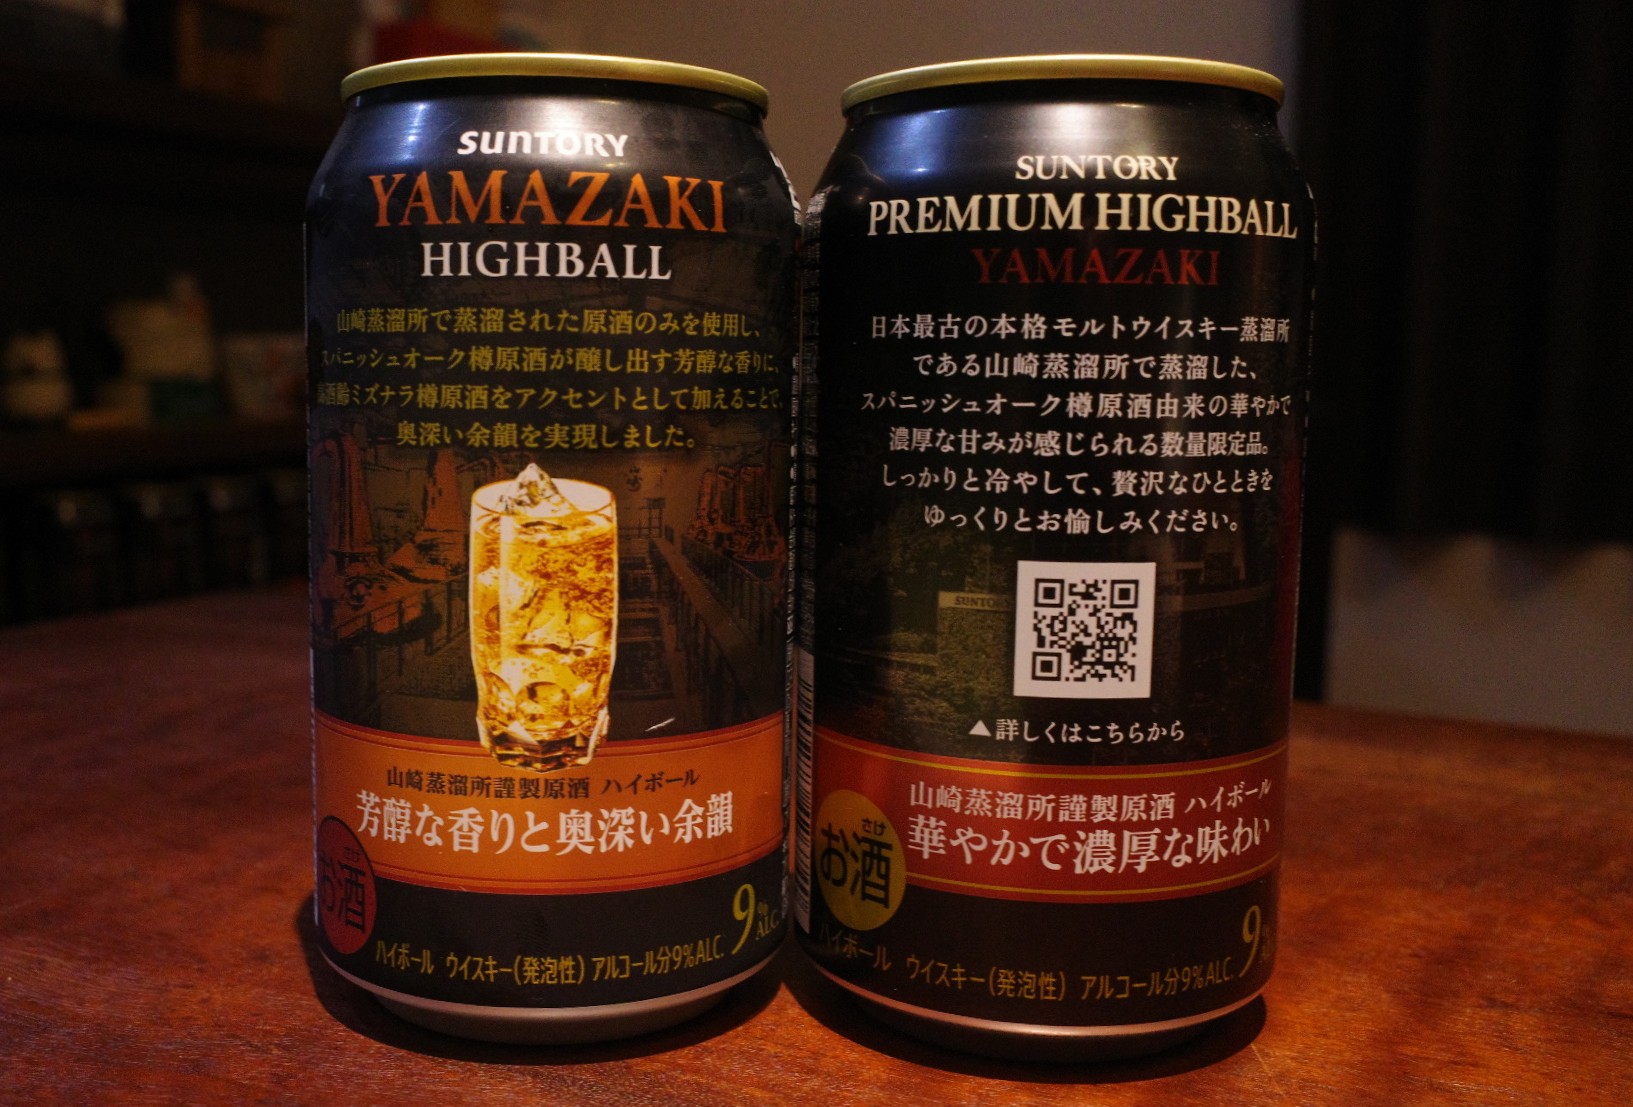 SUNTORY
YAMAZAKI
HIGHBALL
山崎蒸溜所で蒸溜された原酒のみを使用し、
スパニッシュオーク樽原酒が醸し出す芳醇な香りに、
高酒齢ミズナラ樽原酒をアクセントとして加えることで、
奥深い余韻を実現しました。
山崎蒸溜所謹製原酒 ハイボール
芳醇な香りと奥深い余韻
さけ
お酒
9%
ALC.
ハイボール ウイスキー(発泡性) アルコール分9%ALC.
SUNTORY
PREMIUM HIGHBALL
YAMAZAKI
日本最古の本格モルトウイスキー蒸溜所
である山崎蒸溜所で蒸溜した、
スパニッシュオーク樽原酒由来の華やかで
濃厚な甘みが感じられる数量限定品。
しっかりと冷やして、贅沢なひとときを
ゆっくりとお愉しみください。
SUNTORY
▲詳しくはこちらから
山崎蒸溜所謹製原酒 ハイボール
華やかで濃厚な味わい
さけ
お酒
9%
ハイボール ウイスキー(発泡性) アルコール分9%ALC.